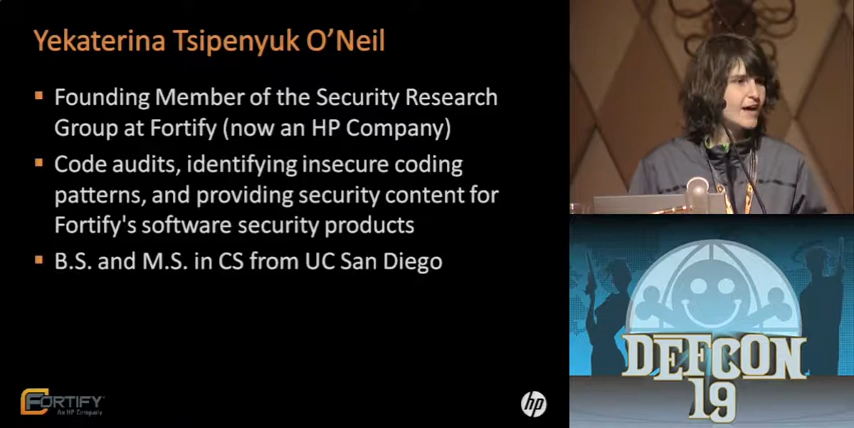 Yekaterina Tsipenyuk O’Neil
▪ Founding Member of the Security Research
Group at Fortify (now an HP Company)
▪ Code audits, identifying insecure coding
patterns, and providing security content for
Fortify's software security products
▪ B.S. and M.S. in CS from UC San Diego
FORTIFY
An HP Company
hp
DEFCON
19